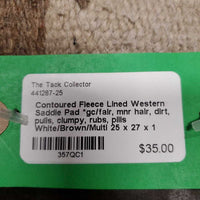 The Tack Collector
441287-25
Contoured Fleece Lined Western
Saddle Pad *gc/fair, mnr hair, dirt,
pulls, clumpy, rubs, pills
White/Brown/Multi 25 x 27 x 1
357QC1
$35.00